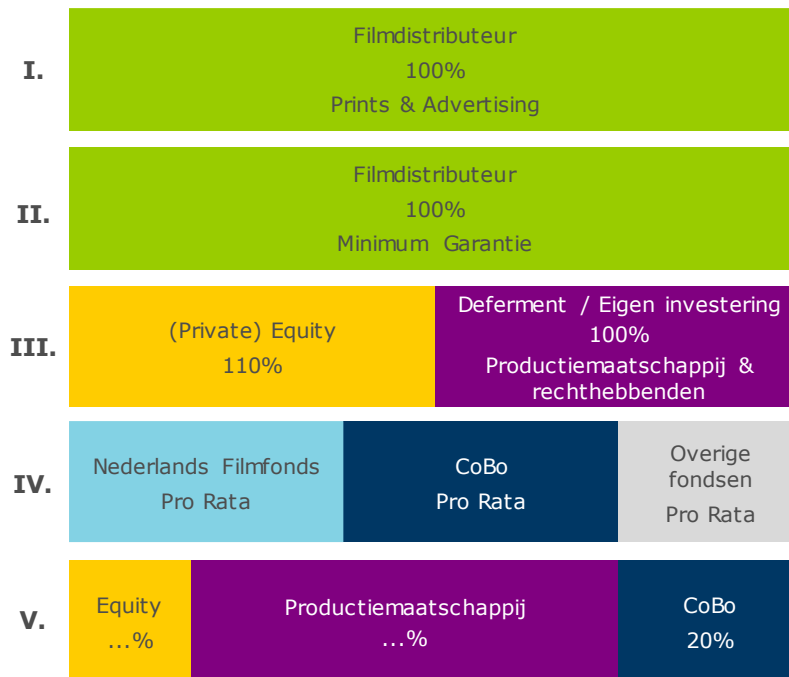 I.
Filmdistributeur
100%
Prints & Advertising
II.
Filmdistributeur
100%
Minimum Garantie
III.
(Private) Equity
110%
Deferment / Eigen investering
100%
Productiemaatschappij &
rechthebbenden
IV.
Nederlands Filmfonds
Pro Rata
CoBo
Pro Rata
Overige
fondsen
Pro Rata
V.
Equity
...%
Productiemaatschappij
...%
CoBo
20%